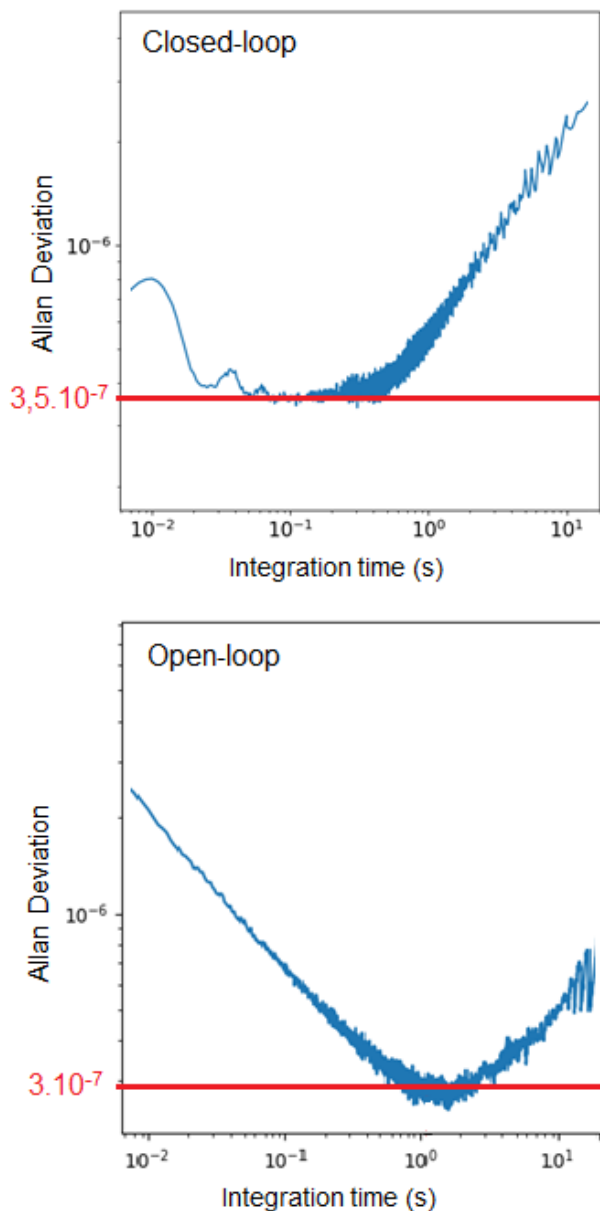 Closed-loop
Allan Deviation
10⁻⁶
3,5.10⁻⁷
10⁻² 10⁻¹ 10⁰ 10¹
Integration time (s)
Open-loop
Allan Deviation
10⁻⁶
3.10⁻⁷
10⁻² 10⁻¹ 10⁰ 10¹
Integration time (s)